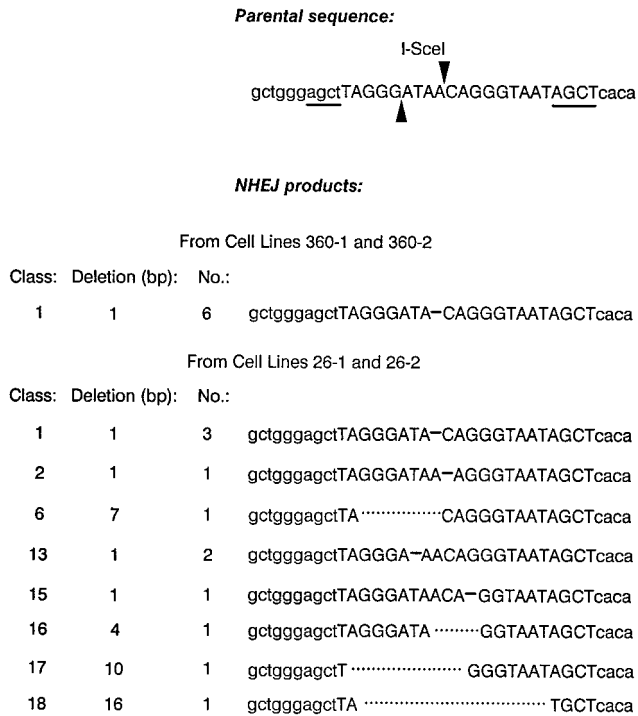 Parental sequence:
I-SceI
gctgggagctTAGGGATAACAGGGTAATAGCTcaca
NHEJ products:
From Cell Lines 360-1 and 360-2
Class: Deletion (bp): No.:
1 1 6 gctgggagctTAGGGATA–CAGGGTAATAGCTcaca
From Cell Lines 26-1 and 26-2
Class: Deletion (bp): No.:
1 1 3 gctgggagctTAGGGATA–CAGGGTAATAGCTcaca
2 1 1 gctgggagctTAGGGATAA–AGGGTAATAGCTcaca
6 7 1 gctgggagctTA ··············· CAGGGTAATAGCTcaca
13 1 2 gctgggagctTAGGGA–AACAGGGTAATAGCTcaca
15 1 1 gctgggagctTAGGGATAACA–GGTAATAGCTcaca
16 4 1 gctgggagctTAGGGATA ········ GGTAATAGCTcaca
17 10 1 gctgggagctT ···················· GGGTAATAGCTcaca
18 16 1 gctgggagctTA ································· TGCTcaca